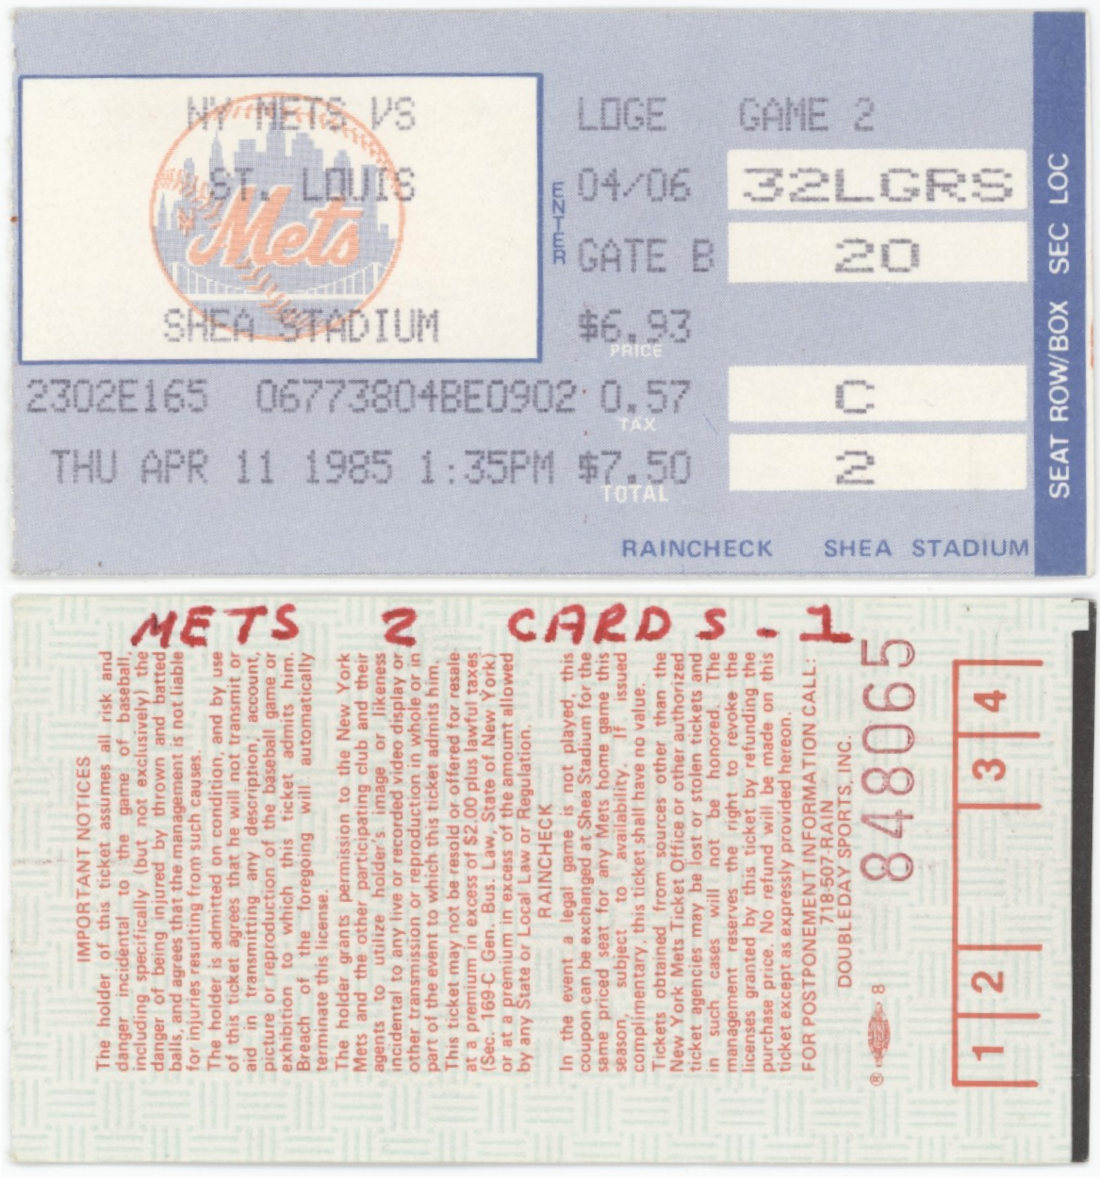 NY METS VS
ST. LOUIS
Mets
SHEA STADIUM
2302E165 06773804BE0902
THU APR 11 1985 1:35PM
ENTER
LOGE GAME 2
04/06
GATE B
$6.93
PRICE
0.57
TAX
$7.50
TOTAL
32LGRS
20
C
2
SEAT ROW/BOX SEC LOC
RAINCHECK SHEA STADIUM
METS 2 CARDS - 1
IMPORTANT NOTICES
The holder of this ticket assumes all risk and
danger incidental to the game of baseball,
including specifically (but not exclusively) the
danger of being injured by thrown and batted
balls, and agrees that the management is not liable
for injuries resulting from such causes.
The holder is admitted on condition, and by use
of this ticket agrees that he will not transmit or
aid in transmitting any description, account,
picture or reproduction of the baseball game or
exhibition to which this ticket admits him.
Breach of the foregoing will automatically
terminate this license.
The holder grants permission to the New York
Mets and the other participating club and their
agents to utilize holder's image or likeness
incidental to any live or recorded video display or
other transmission or reproduction in whole or in
part of the event to which this ticket admits him.
This ticket may not be resold or offered for resale
at a premium in excess of $2.00 plus lawful taxes
(Sec. 169-C Gen. Bus. Law, State of New York)
or at a premium in excess of the amount allowed
by any State or Local Law or Regulation.
RAINCHECK
In the event a legal game is not played, this
coupon can be exchanged at Shea Stadium for the
same priced seat for any Mets home game this
season, subject to availability. If issued
complimentary, this ticket shall have no value.
Tickets obtained from sources other than the
New York Mets Ticket Office or other authorized
ticket agencies may be lost or stolen tickets and
in such cases will not be honored. The
management reserves the right to revoke the
licenses granted by this ticket by refunding the
purchase price. No refund will be made on this
ticket except as expressly provided hereon.
FOR POSTPONEMENT INFORMATION CALL:
718-507-RAIN
DOUBLEDAY SPORTS, INC.
848065
® 8
1 2 3 4